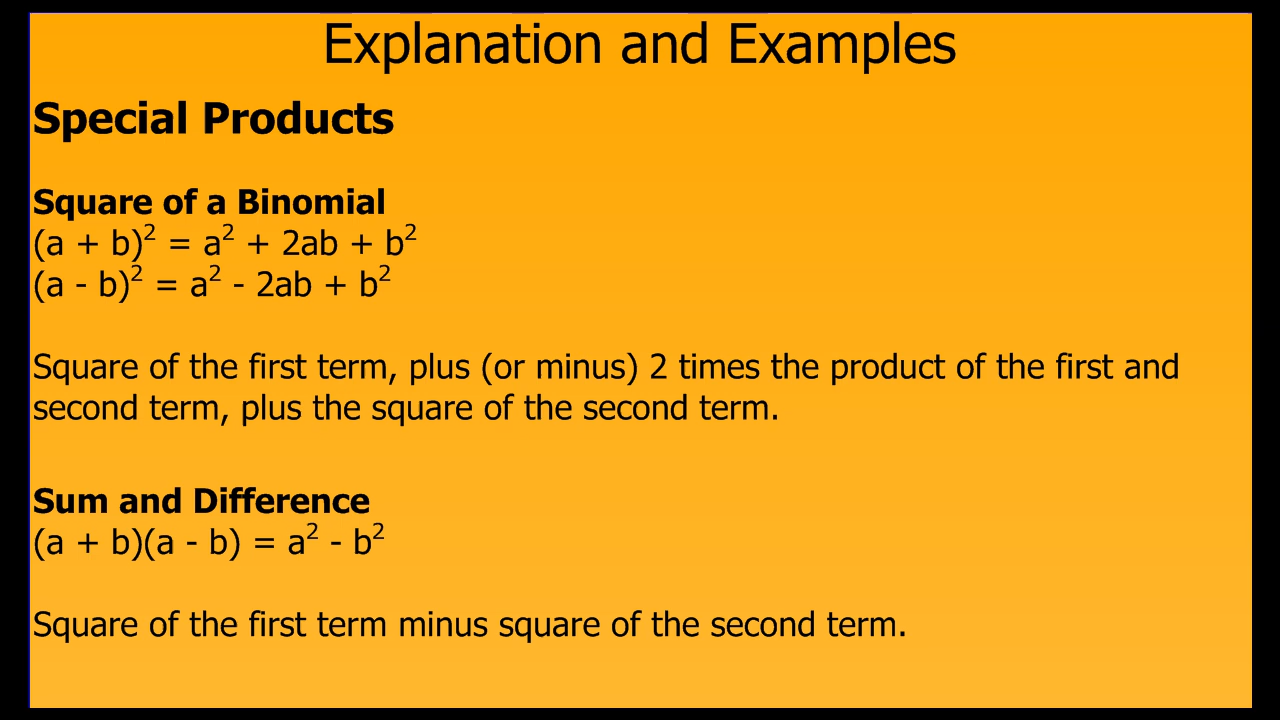 Explanation and Examples
Special Products
Square of a Binomial
(a + b)² = a² + 2ab + b²
(a - b)² = a² - 2ab + b²
Square of the first term, plus (or minus) 2 times the product of the first and
second term, plus the square of the second term.
Sum and Difference
(a + b)(a - b) = a² - b²
Square of the first term minus square of the second term.